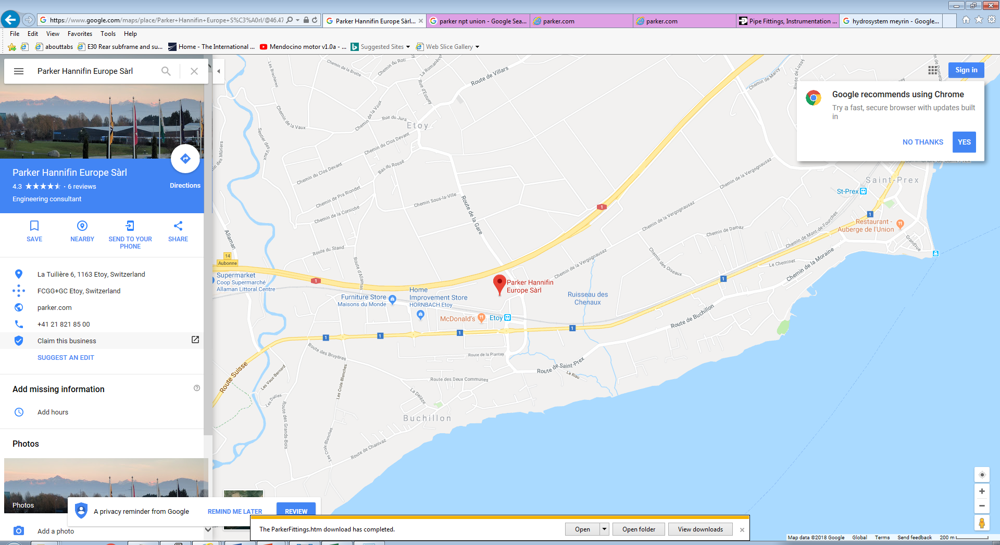 https://www.google.com/maps/place/Parker+Hannifin+Europe+S%C3%A0rl/@46.47
Parker Hannifin Europe Sàrl...
parker npt union - Google Sea...
parker.com
parker.com
Pipe Fittings, Instrumentation ...
hydrosystem meyrin - Google...
File Edit View Favorites Tools Help
abouttabs
E30 Rear subframe and su...
Home - The International ...
Mendocino motor v1.0a - ...
Suggested Sites
Web Slice Gallery
Parker Hannifin Europe Sàrl
Parker Hannifin Europe Sàrl
4.3 · 6 reviews
Directions
Engineering consultant
SAVE
NEARBY
SEND TO YOUR
PHONE
SHARE
La Tuilière 6, 1163 Etoy, Switzerland
FCGG+GC Etoy, Switzerland
parker.com
+41 21 821 85 00
Claim this business
SUGGEST AN EDIT
Add missing information
Add hours
Photos
Photos
Add a photo
A privacy reminder from Google
REMIND ME LATER
REVIEW
The ParkerFittings.htm download has completed.
Open
Open folder
View downloads
Sign in
Google recommends using Chrome
Try a fast, secure browser with updates built
in
NO THANKS
YES
Les Bracheres
Chemin de la Brotte
Chemin du Roti
La Romanèche
Route de Villars
Chemin de Marcy
Route de Lussy
Rue d'Estuey
Chemin de la Vaux
Chemin de la Vaux
Rue du Jura
Etoy
Sentier des Vaux
Chemin du Clos Devant
Chemin du Clos Devant
Bas du Rossé
Chemin de Pra Riondet
Chemin Sous-la-Ville
Chemin de la Corniche
Route de la Gare
Chemin de la Vergognausaz
Chemin de la Vergognausaz
Chemin de la Vergognausaz
Saint-Prex
St-Prex
1
1
Restaurant -
Auberge de l'Union
Chemin de Mont-de-Fourches
Chemin de Damaz
Grand'rue
Allaman
14
Aubonne
Route du Stand
Route d'Allaman
Chemin des Oiseaux
Le Cheminet
Chemin de la Moraine
Supermarket
Coop Supermarché
Allaman Littoral Centre
1
1
Parker Hannifin
Europe Sàrl
Home
Improvement Store
HORNBACH Etoy
Furniture Store
Maisons du Monde
Ruisseau des
Chenaux
McDonald's
Etoy
Route de Buchillon
1
1
1
1
Route des Bruyères
Route de la Plantay
Route de Saint-Prex
Le Riau
Route Suisse
Les Vaux-Bernard
Les Croix-Blanches
Route des Deux Communes
Les Dailles
La Delèze
Route des Grands-Bois
Buchillon
Les Croix-Blanches
Route de Chanivaz
Map data ©2018 Google Global Terms Send feedback 200 m